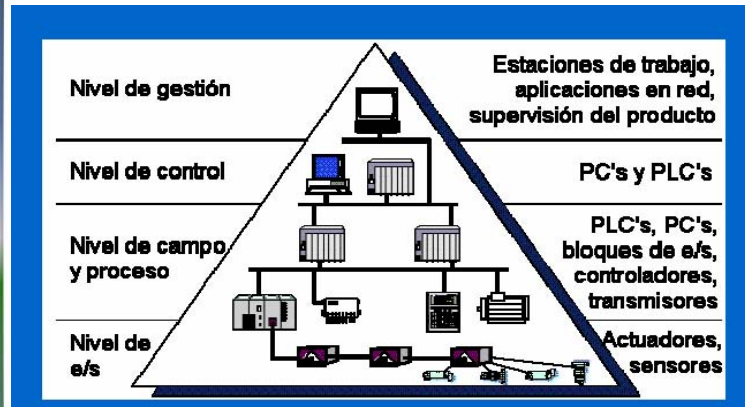 Nivel de gestión
Estaciones de trabajo,
aplicaciones en red,
supervisión del producto
Nivel de control
PC's y PLC's
Nivel de campo
y proceso
PLC's, PC's,
bloques de e/s,
controladores,
transmisores
Nivel de
e/s
Actuadores,
sensores